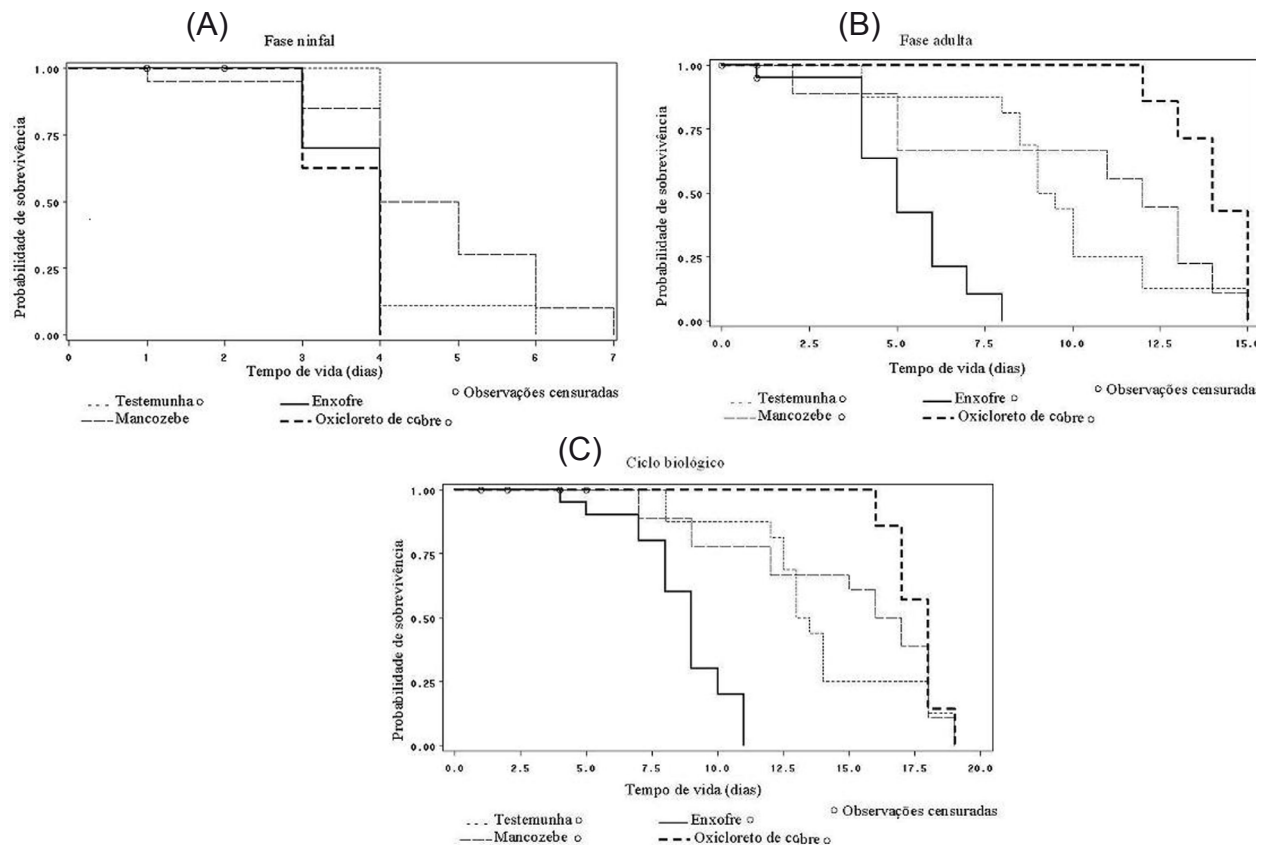 (A)
Fase ninfal
Probabilidade de sobrevivência
1.00
0.75
0.50
0.25
0.00
0 1 2 3 4 5 6 7
Tempo de vida (dias)
Observações censuradas
Testemunha
Enxofre
Mancozebe
Oxicloreto de cobre
(B)
Fase adulta
Probabilidade de sobrevivência
1.00
0.75
0.50
0.25
0.00
0.0 2.5 5.0 7.5 10.0 12.5 15.0
Tempo de vida (dias)
Observações censurada
Testemunha
Enxofre
Mancozebe
Oxicloreto de cobre
(C)
Ciclo biológico
Probabilidade de sobrevivência
1.00
0.75
0.50
0.25
0.00
0.0 2.5 5.0 7.5 10.0 12.5 15.0 17.5 20.0
Tempo de vida (dias)
Observações censuradas
Testemunha
Enxofre
Mancozebe
Oxicloreto de cobre